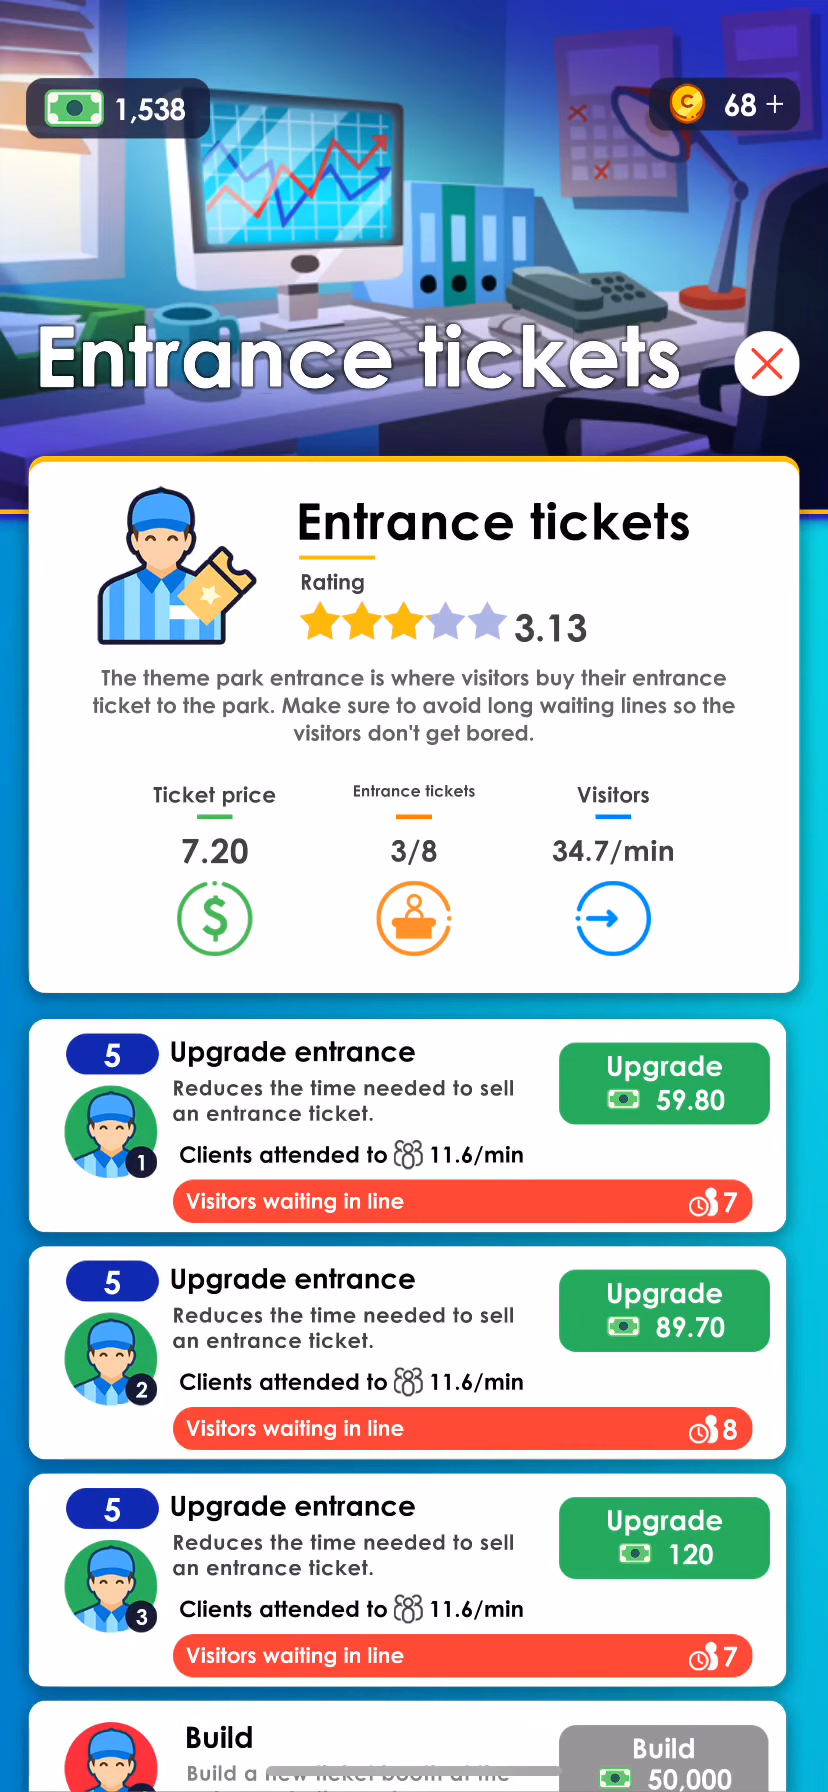 1,538
68 +
Entrance tickets
Entrance tickets
Rating
3.13
The theme park entrance is where visitors buy their entrance
ticket to the park. Make sure to avoid long waiting lines so the
visitors don't get bored.
Ticket price
Entrance tickets
Visitors
7.20
3/8
34.7/min
5
Upgrade entrance
Reduces the time needed to sell
an entrance ticket.
Clients attended to 11.6/min
Visitors waiting in line 7
1
Upgrade
59.80
5
Upgrade entrance
Reduces the time needed to sell
an entrance ticket.
Clients attended to 11.6/min
Visitors waiting in line 8
2
Upgrade
89.70
5
Upgrade entrance
Reduces the time needed to sell
an entrance ticket.
Clients attended to 11.6/min
Visitors waiting in line 7
3
Upgrade
120
Build
Build a new ticket booth at the
Build
50,000